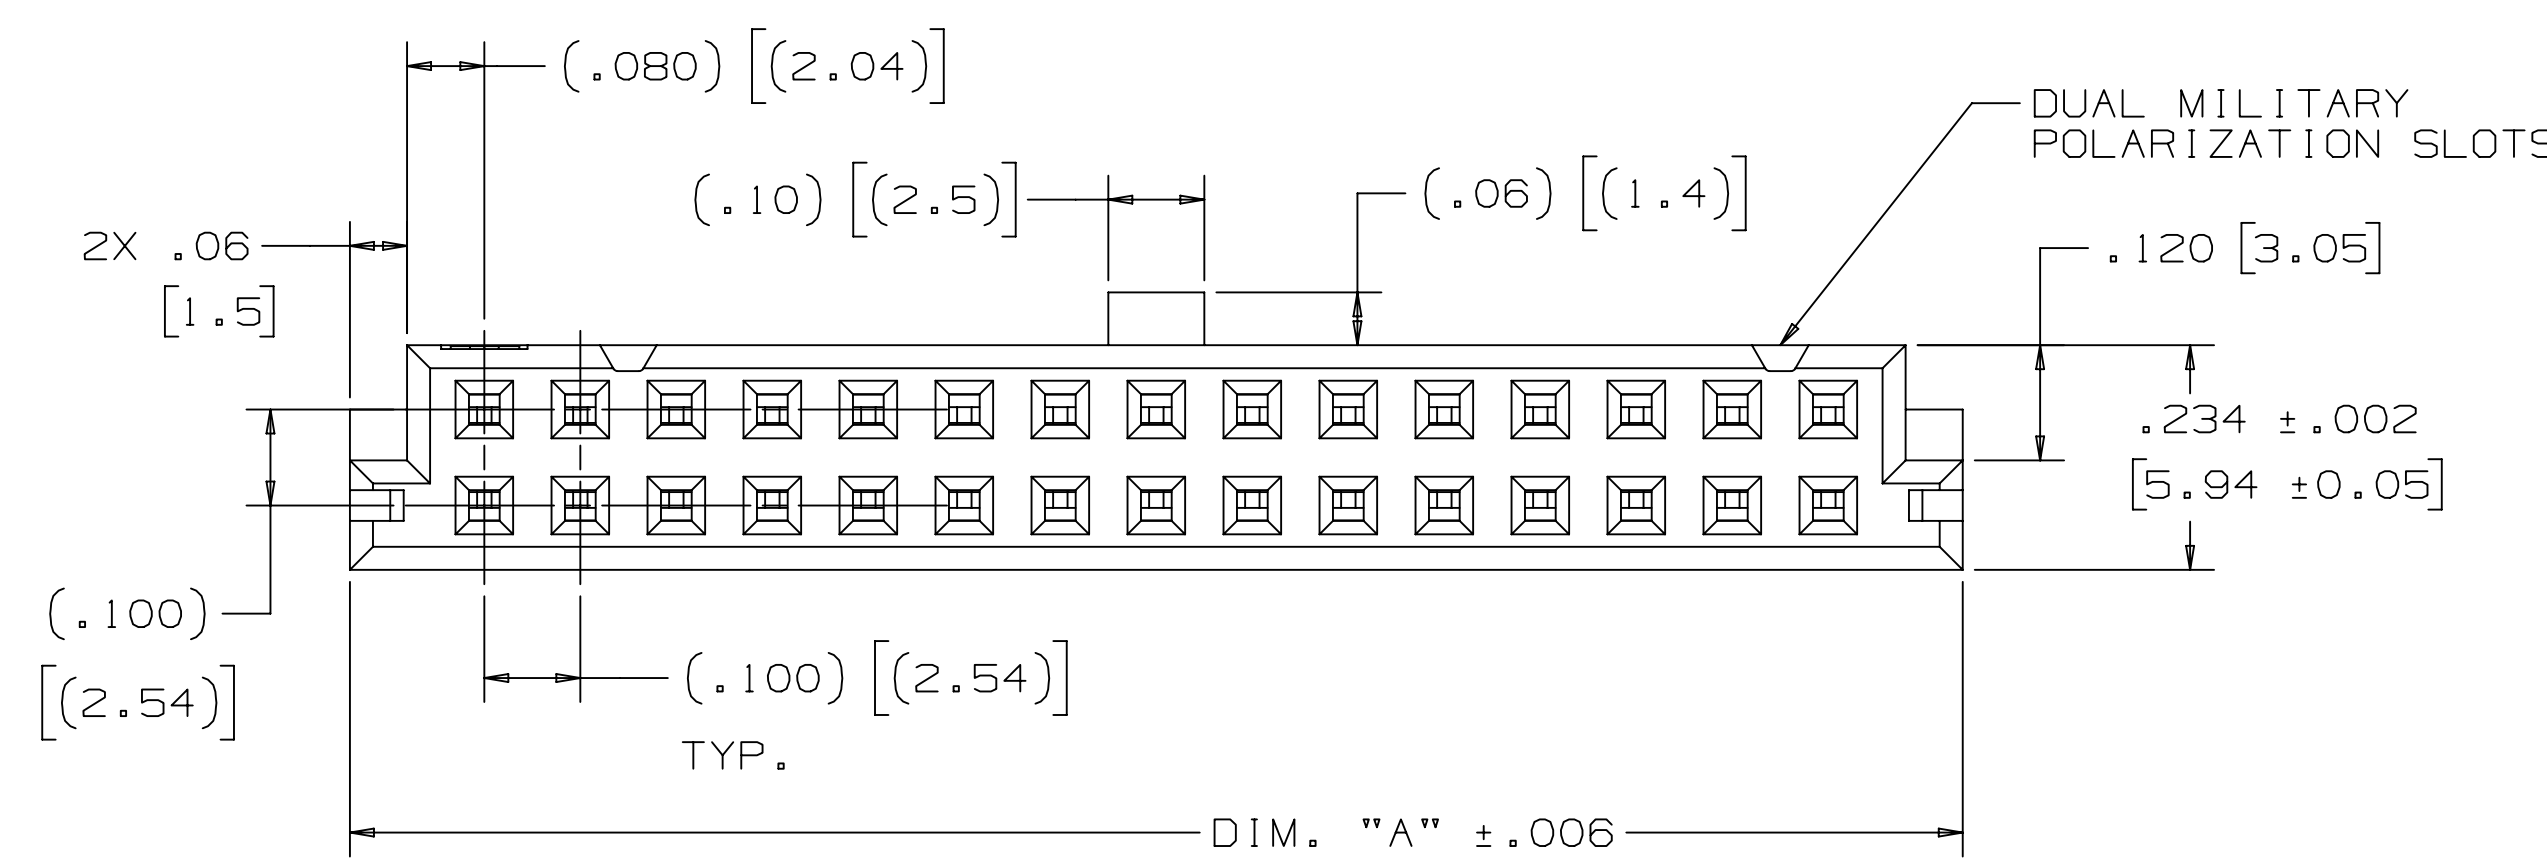 (.080) [(2.04)]
DUAL MILITARY
POLARIZATION SLOTS
(.10) [(2.5)]
(.06) [(1.4)]
2X .06
[1.5]
.120 [3.05]
.234 ±.002
[5.94 ±0.05]
(.100)
[(2.54)]
(.100) [(2.54)]
TYP.
DIM. "A" ±.006